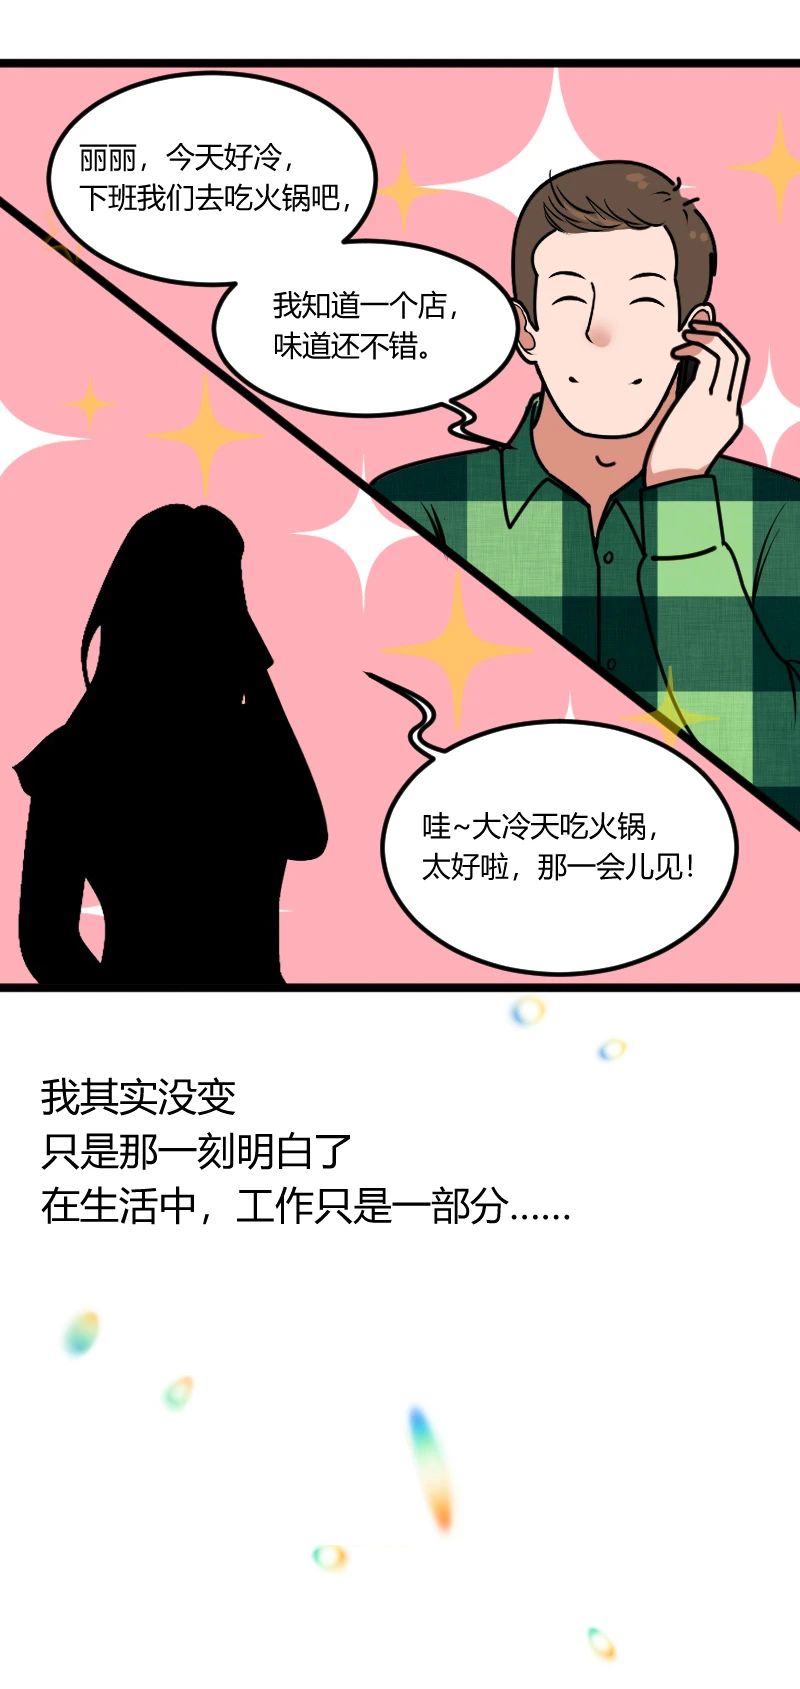 丽丽，今天好冷，
下班我们去吃火锅吧，
我知道一个店，
味道还不错。
哇~大冷天吃火锅，
太好啦，那一会儿见！
我其实没变
只是那一刻明白了
在生活中，工作只是一部分……